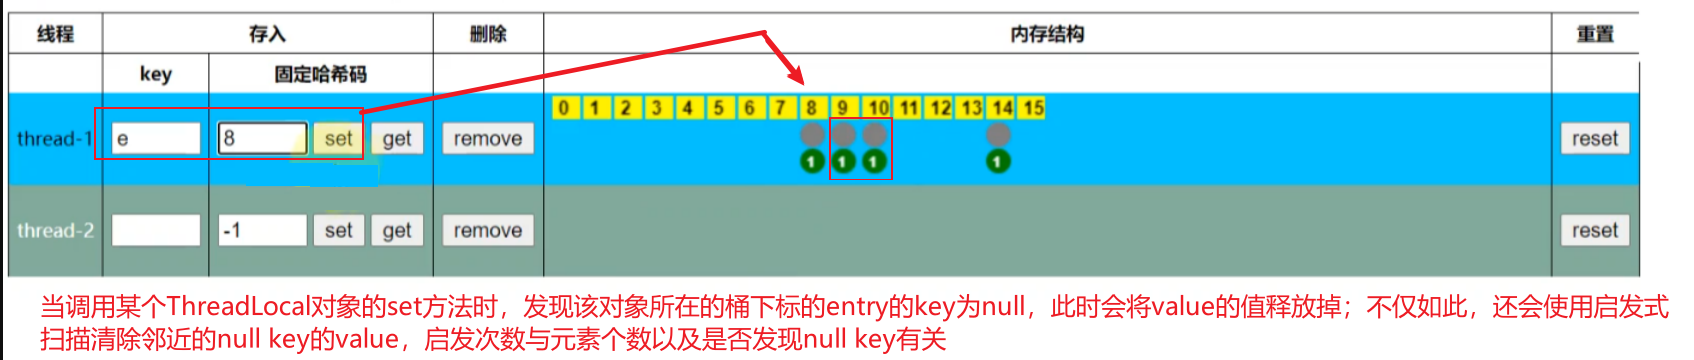 线程 存入 删除 内存结构 重置
key 固定哈希码
0 1 2 3 4 5 6 7 8 9 10 11 12 13 14 15
thread-1 e 8 set get remove reset
1 1 1 1
thread-2 -1 set get remove reset
当调用某个ThreadLocal对象的set方法时，发现该对象所在的桶下标的entry的key为null，此时会将value的值释放掉；不仅如此，还会使用启发式
扫描清除邻近的null key的value，启发次数与元素个数以及是否发现null key有关